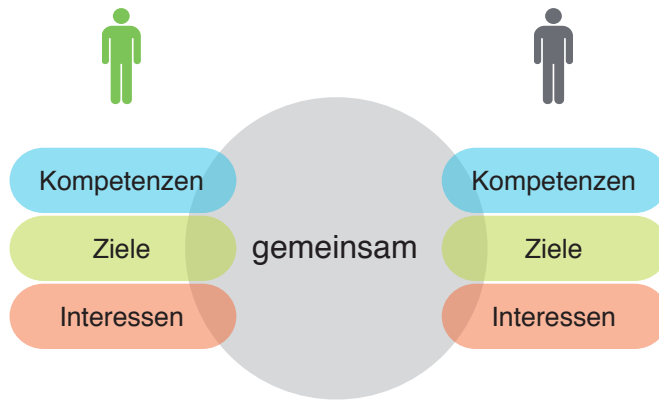 Kompetenzen
Ziele
Interessen
gemeinsam
Kompetenzen
Ziele
Interessen